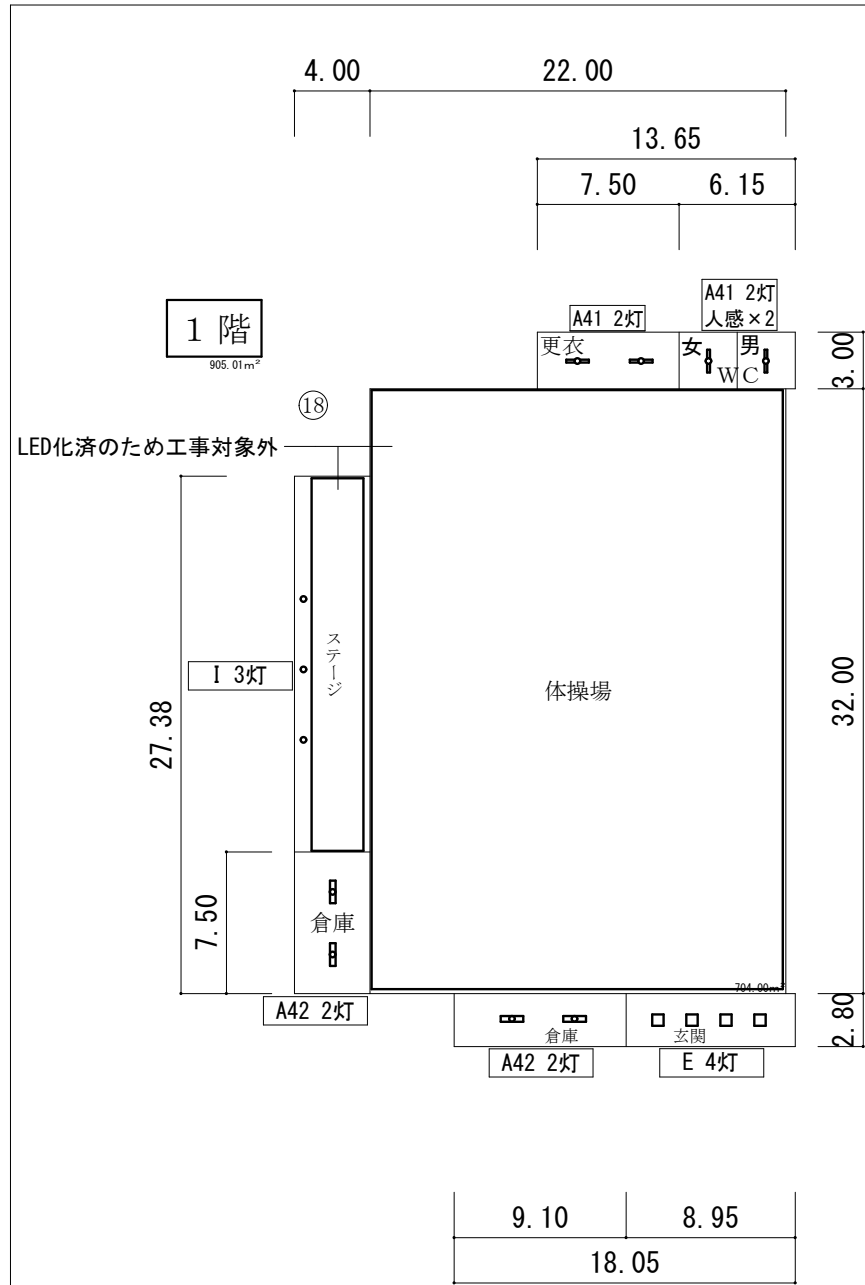 4.00
22.00
13.65
7.50
6.15
A41 2灯
人感×2
A41 2灯
1階
905.01m²
更衣
女
男
WC
3.00
⑱
LED化済のため工事対象外
ステージ
I 3灯
体操場
27.38
32.00
7.50
倉庫
704.00m²
A42 2灯
2.80
倉庫
玄関
A42 2灯
E 4灯
9.10
8.95
18.05